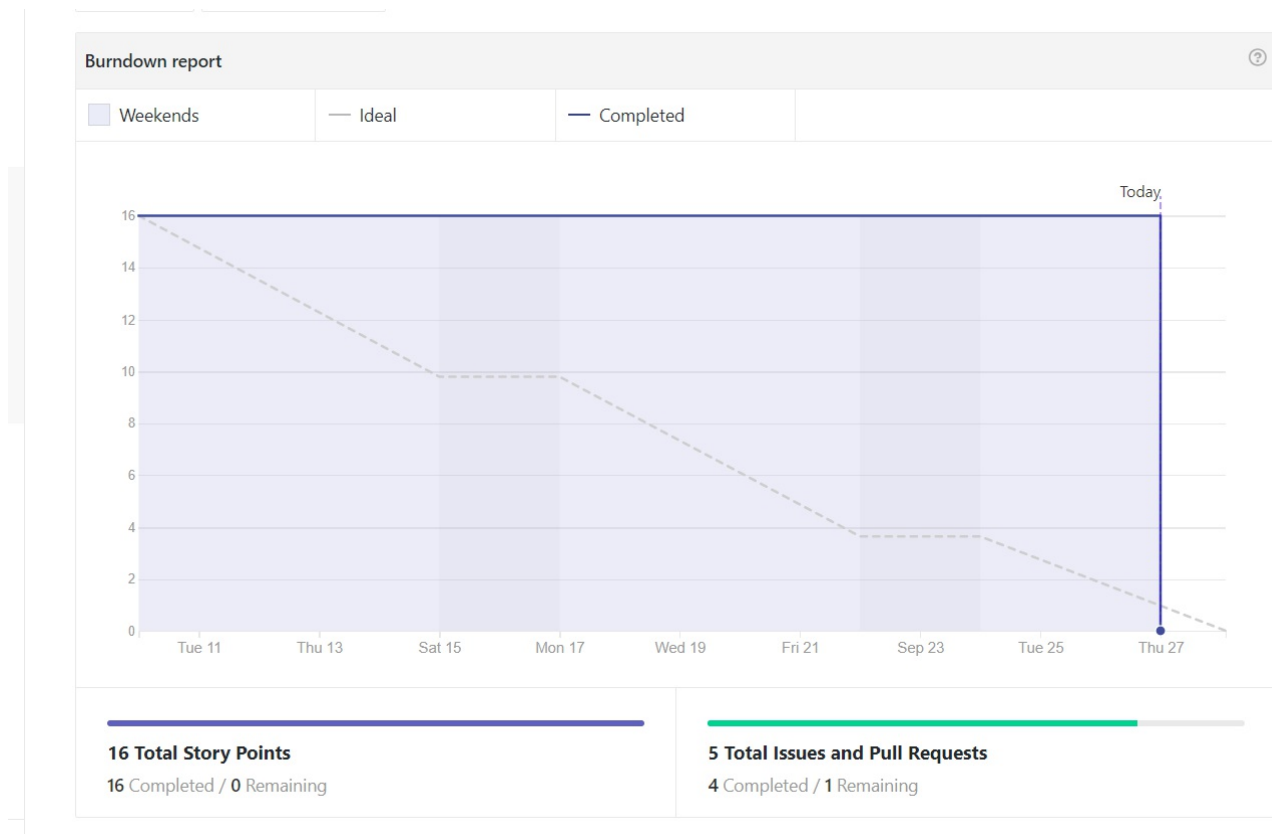 Burndown report
Weekends
Ideal
Completed
Today
16
14
12
10
8
6
4
2
0
Tue 11 Thu 13 Sat 15 Mon 17 Wed 19 Fri 21 Sep 23 Tue 25 Thu 27
16 Total Story Points
16 Completed / 0 Remaining
5 Total Issues and Pull Requests
4 Completed / 1 Remaining